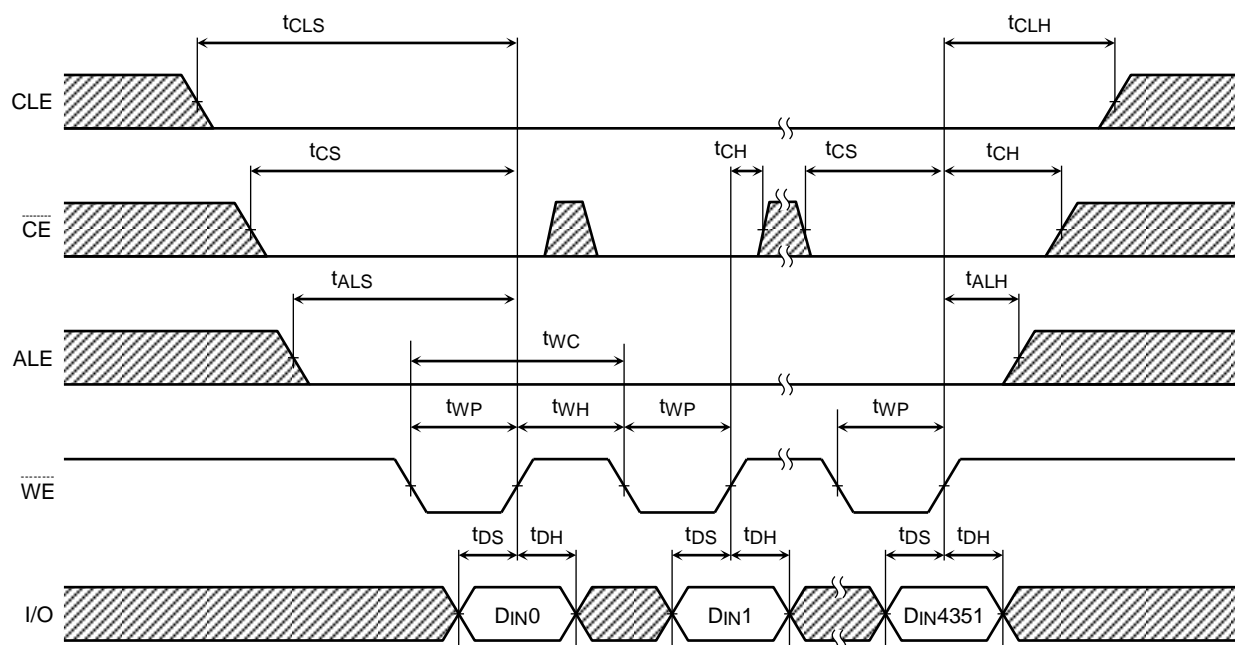 tCLS tCLH
CLE
tCS tCH tCS tCH
CE
tALS tALH
tWC
ALE
tWP tWH tWP tWP
WE
tDS tDH tDS tDH tDS tDH
I/O DIN0 DIN1 DIN4351